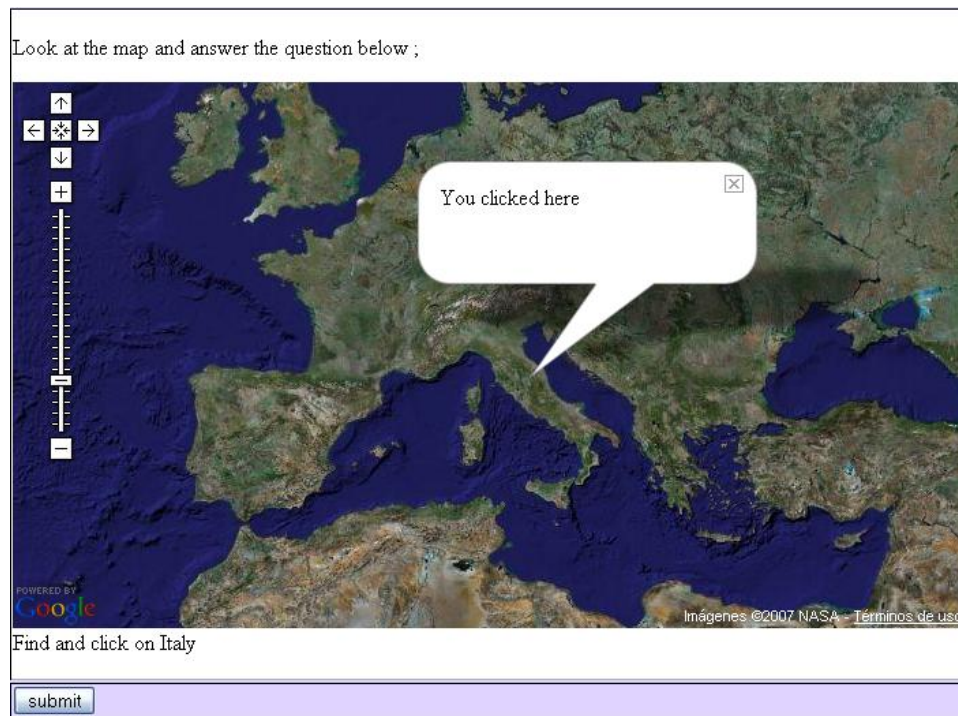 Look at the map and answer the question below ;
You clicked here
POWERED BY
Google
Imágenes ©2007 NASA - Términos de uso
Find and click on Italy
submit